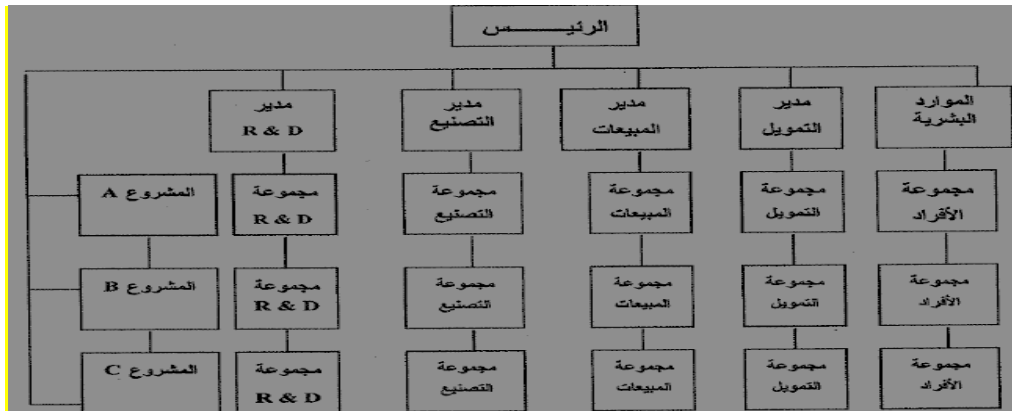 الرئيـــــــس
الموارد
البشرية
مدير
التمويل
مدير
المبيعات
مدير
التصنيع
مدير
R & D
مجموعة
الأفراد
مجموعة
التمويل
مجموعة
المبيعات
مجموعة
التصنيع
مجموعة
R & D
المشروع A
مجموعة
الأفراد
مجموعة
التمويل
مجموعة
المبيعات
مجموعة
التصنيع
مجموعة
R & D
المشروع B
مجموعة
الأفراد
مجموعة
التمويل
مجموعة
المبيعات
مجموعة
التصنيع
مجموعة
R & D
المشروع C